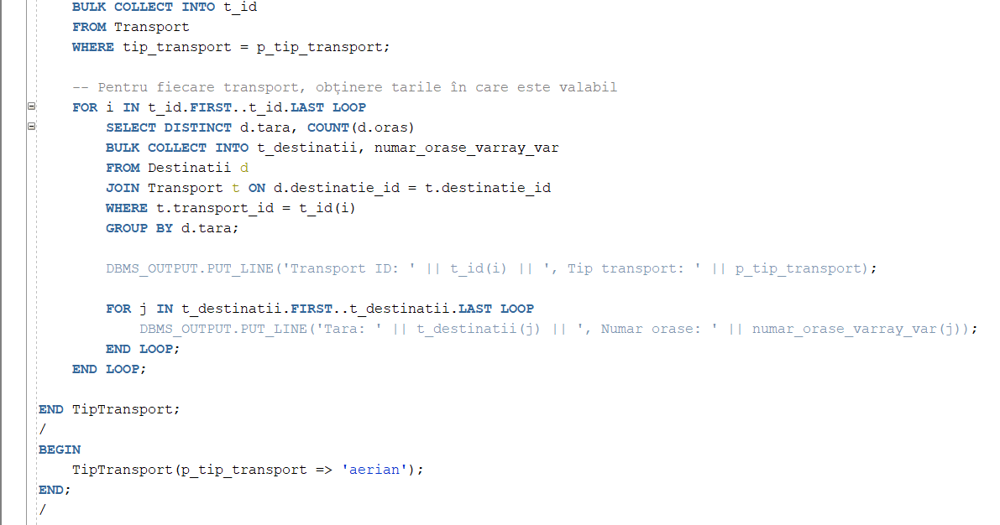 BULK COLLECT INTO t_id
FROM Transport
WHERE tip_transport = p_tip_transport;
-- Pentru fiecare transport, obținere tarile în care este valabil
FOR i IN t_id.FIRST..t_id.LAST LOOP
SELECT DISTINCT d.tara, COUNT(d.oras)
BULK COLLECT INTO t_destinatii, numar_orase_varray_var
FROM Destinatii d
JOIN Transport t ON d.destinatie_id = t.destinatie_id
WHERE t.transport_id = t_id(i)
GROUP BY d.tara;
DBMS_OUTPUT.PUT_LINE('Transport ID: ' || t_id(i) || ', Tip transport: ' || p_tip_transport);
FOR j IN t_destinatii.FIRST..t_destinatii.LAST LOOP
DBMS_OUTPUT.PUT_LINE('Tara: ' || t_destinatii(j) || ', Numar orase: ' || numar_orase_varray_var(j));
END LOOP;
END LOOP;
END TipTransport;
/
BEGIN
TipTransport(p_tip_transport => 'aerian');
END;
/